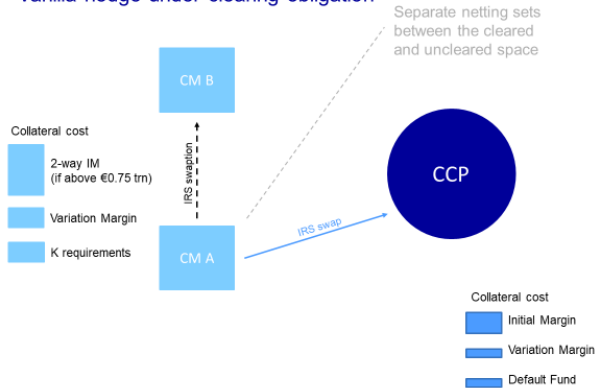 Vanilla hedge under clearing obligation
Separate netting sets
between the cleared
and uncleared space
CM B
Collateral cost
2-way IM
(if above €0.75 trn)
Variation Margin
K requirements
IRS swaption
CCP
IRS swap
CM A
Collateral cost
Initial Margin
Variation Margin
Default Fund